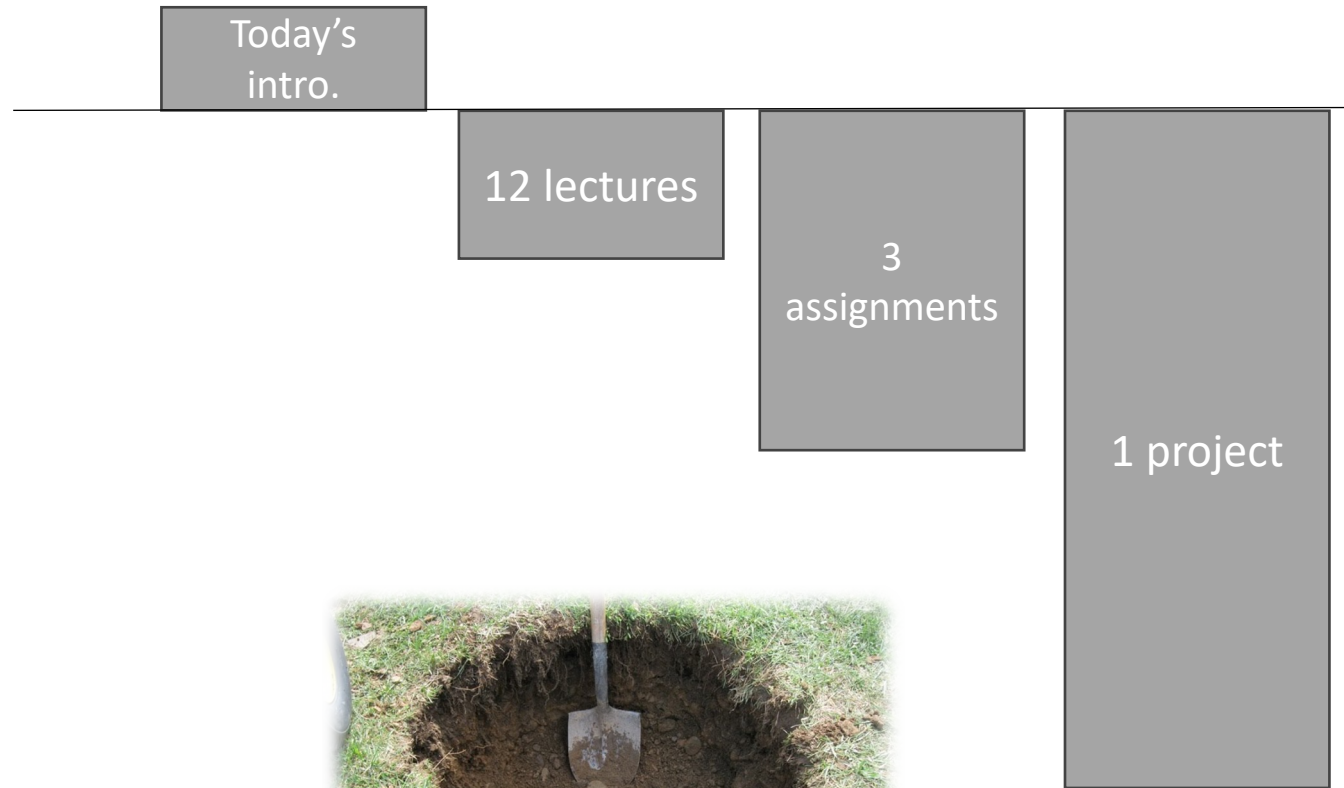 Today’s
intro.
12 lectures
3
assignments
1 project